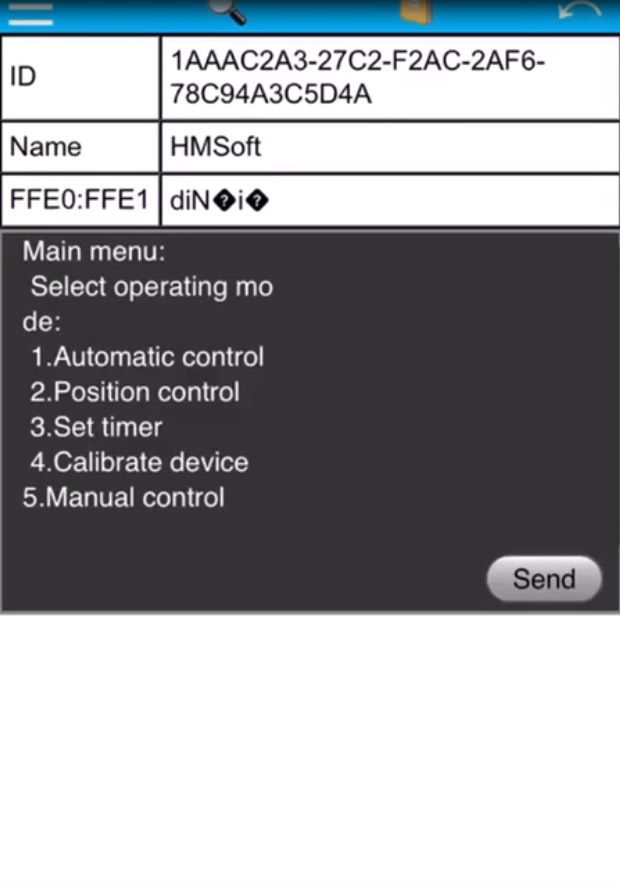 ID
1AAAC2A3-27C2-F2AC-2AF6-
78C94A3C5D4A
Name
HMSoft
FFE0:FFE1
diN�i�
Main menu:
Select operating mo
de:
1.Automatic control
2.Position control
3.Set timer
4.Calibrate device
5.Manual control
Send